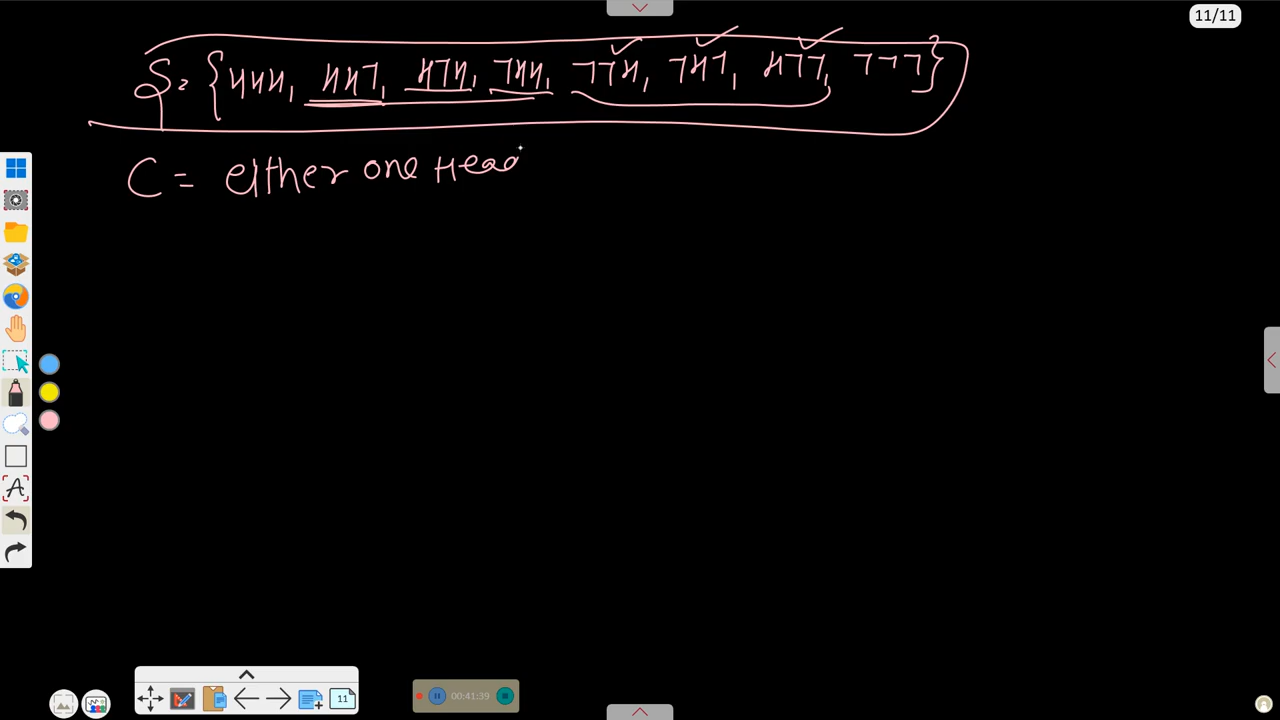 11/11
S = {HHH, HHT, HTH, THH, TTH, THT, HTT, TTT}
C = either one Head
A
11
00:41:39